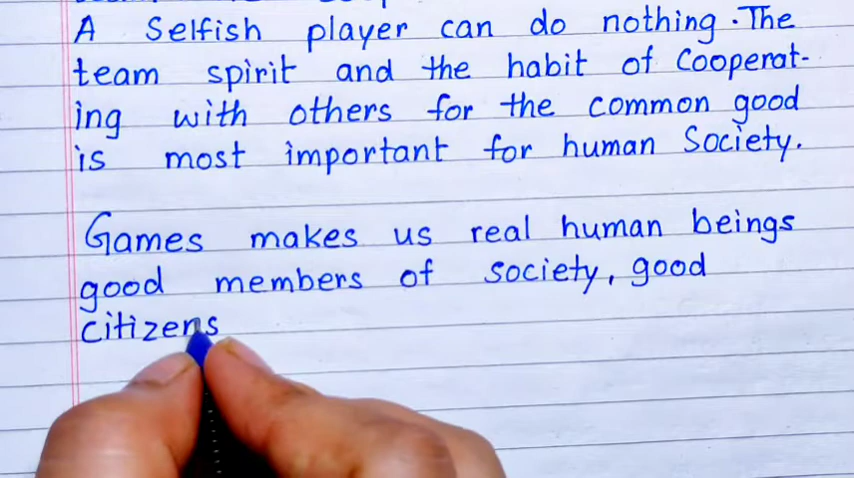 A Selfish player can do nothing. The
team spirit and the habit of Cooperat-
ing with others for the common good
is most important for human Society.
Games makes us real human beings
good members of society, good
citizens